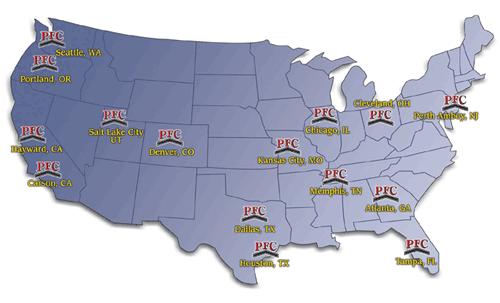 PFC
Seattle, WA
PFC
Portland, OR
PFC
Hayward, CA
PFC
Carson, CA
PFC
Salt Lake City
UT
PFC
Denver, CO
PFC
Kansas City, MO
PFC
Chicago, IL
Cleveland, OH
PFC
PFC
Perth Amboy, NJ
PFC
Memphis, TN
PFC
Atlanta, GA
PFC
Dallas, TX
PFC
Houston, TX
PFC
Tampa, FL